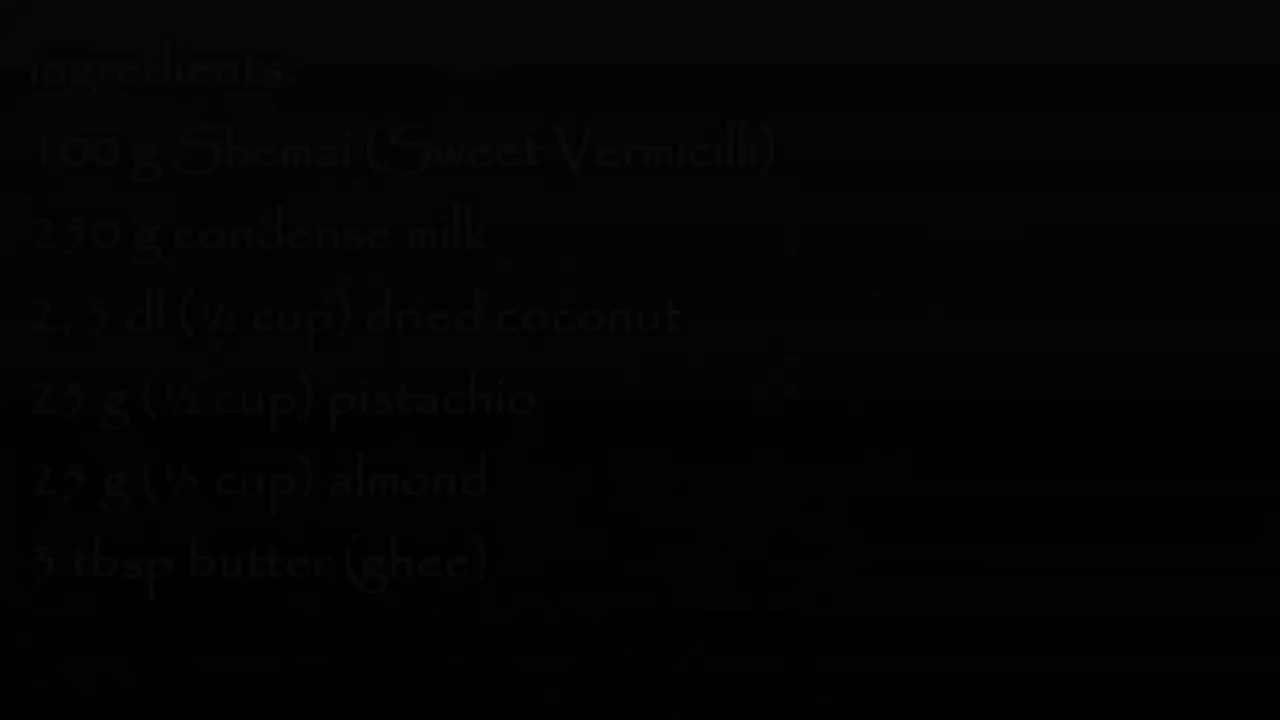 ingredients:
100 g Shemai (Sweet Vermicilli)
250 g condense milk
2, 5 dl (½ cup) dried coconut
25 g (½ cup) pistachio
25 g (½ cup) almond
3 tbsp butter (ghee)